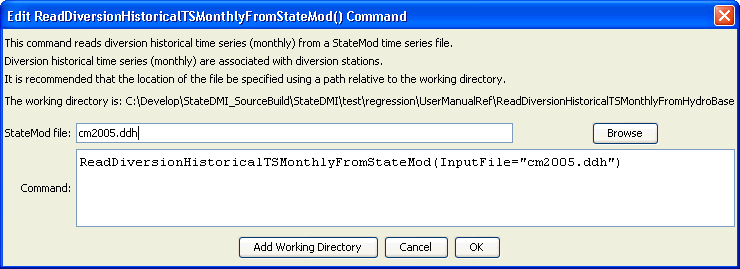 Edit ReadDiversionHistoricalTSMonthlyFromStateMod() Command
This command reads diversion historical time series (monthly) from a StateMod time series file.
Diversion historical time series (monthly) are associated with diversion stations.
It is recommended that the location of the file be specified using a path relative to the working directory.
The working directory is: C:\Develop\StateDMI_SourceBuild\StateDMI\test\regression\UserManualRef\ReadDiversionHistoricalTSMonthlyFromHydroBase
StateMod file: cm2005.ddh Browse
ReadDiversionHistoricalTSMonthlyFromStateMod(InputFile="cm2005.ddh")
Command:
Add Working Directory Cancel OK